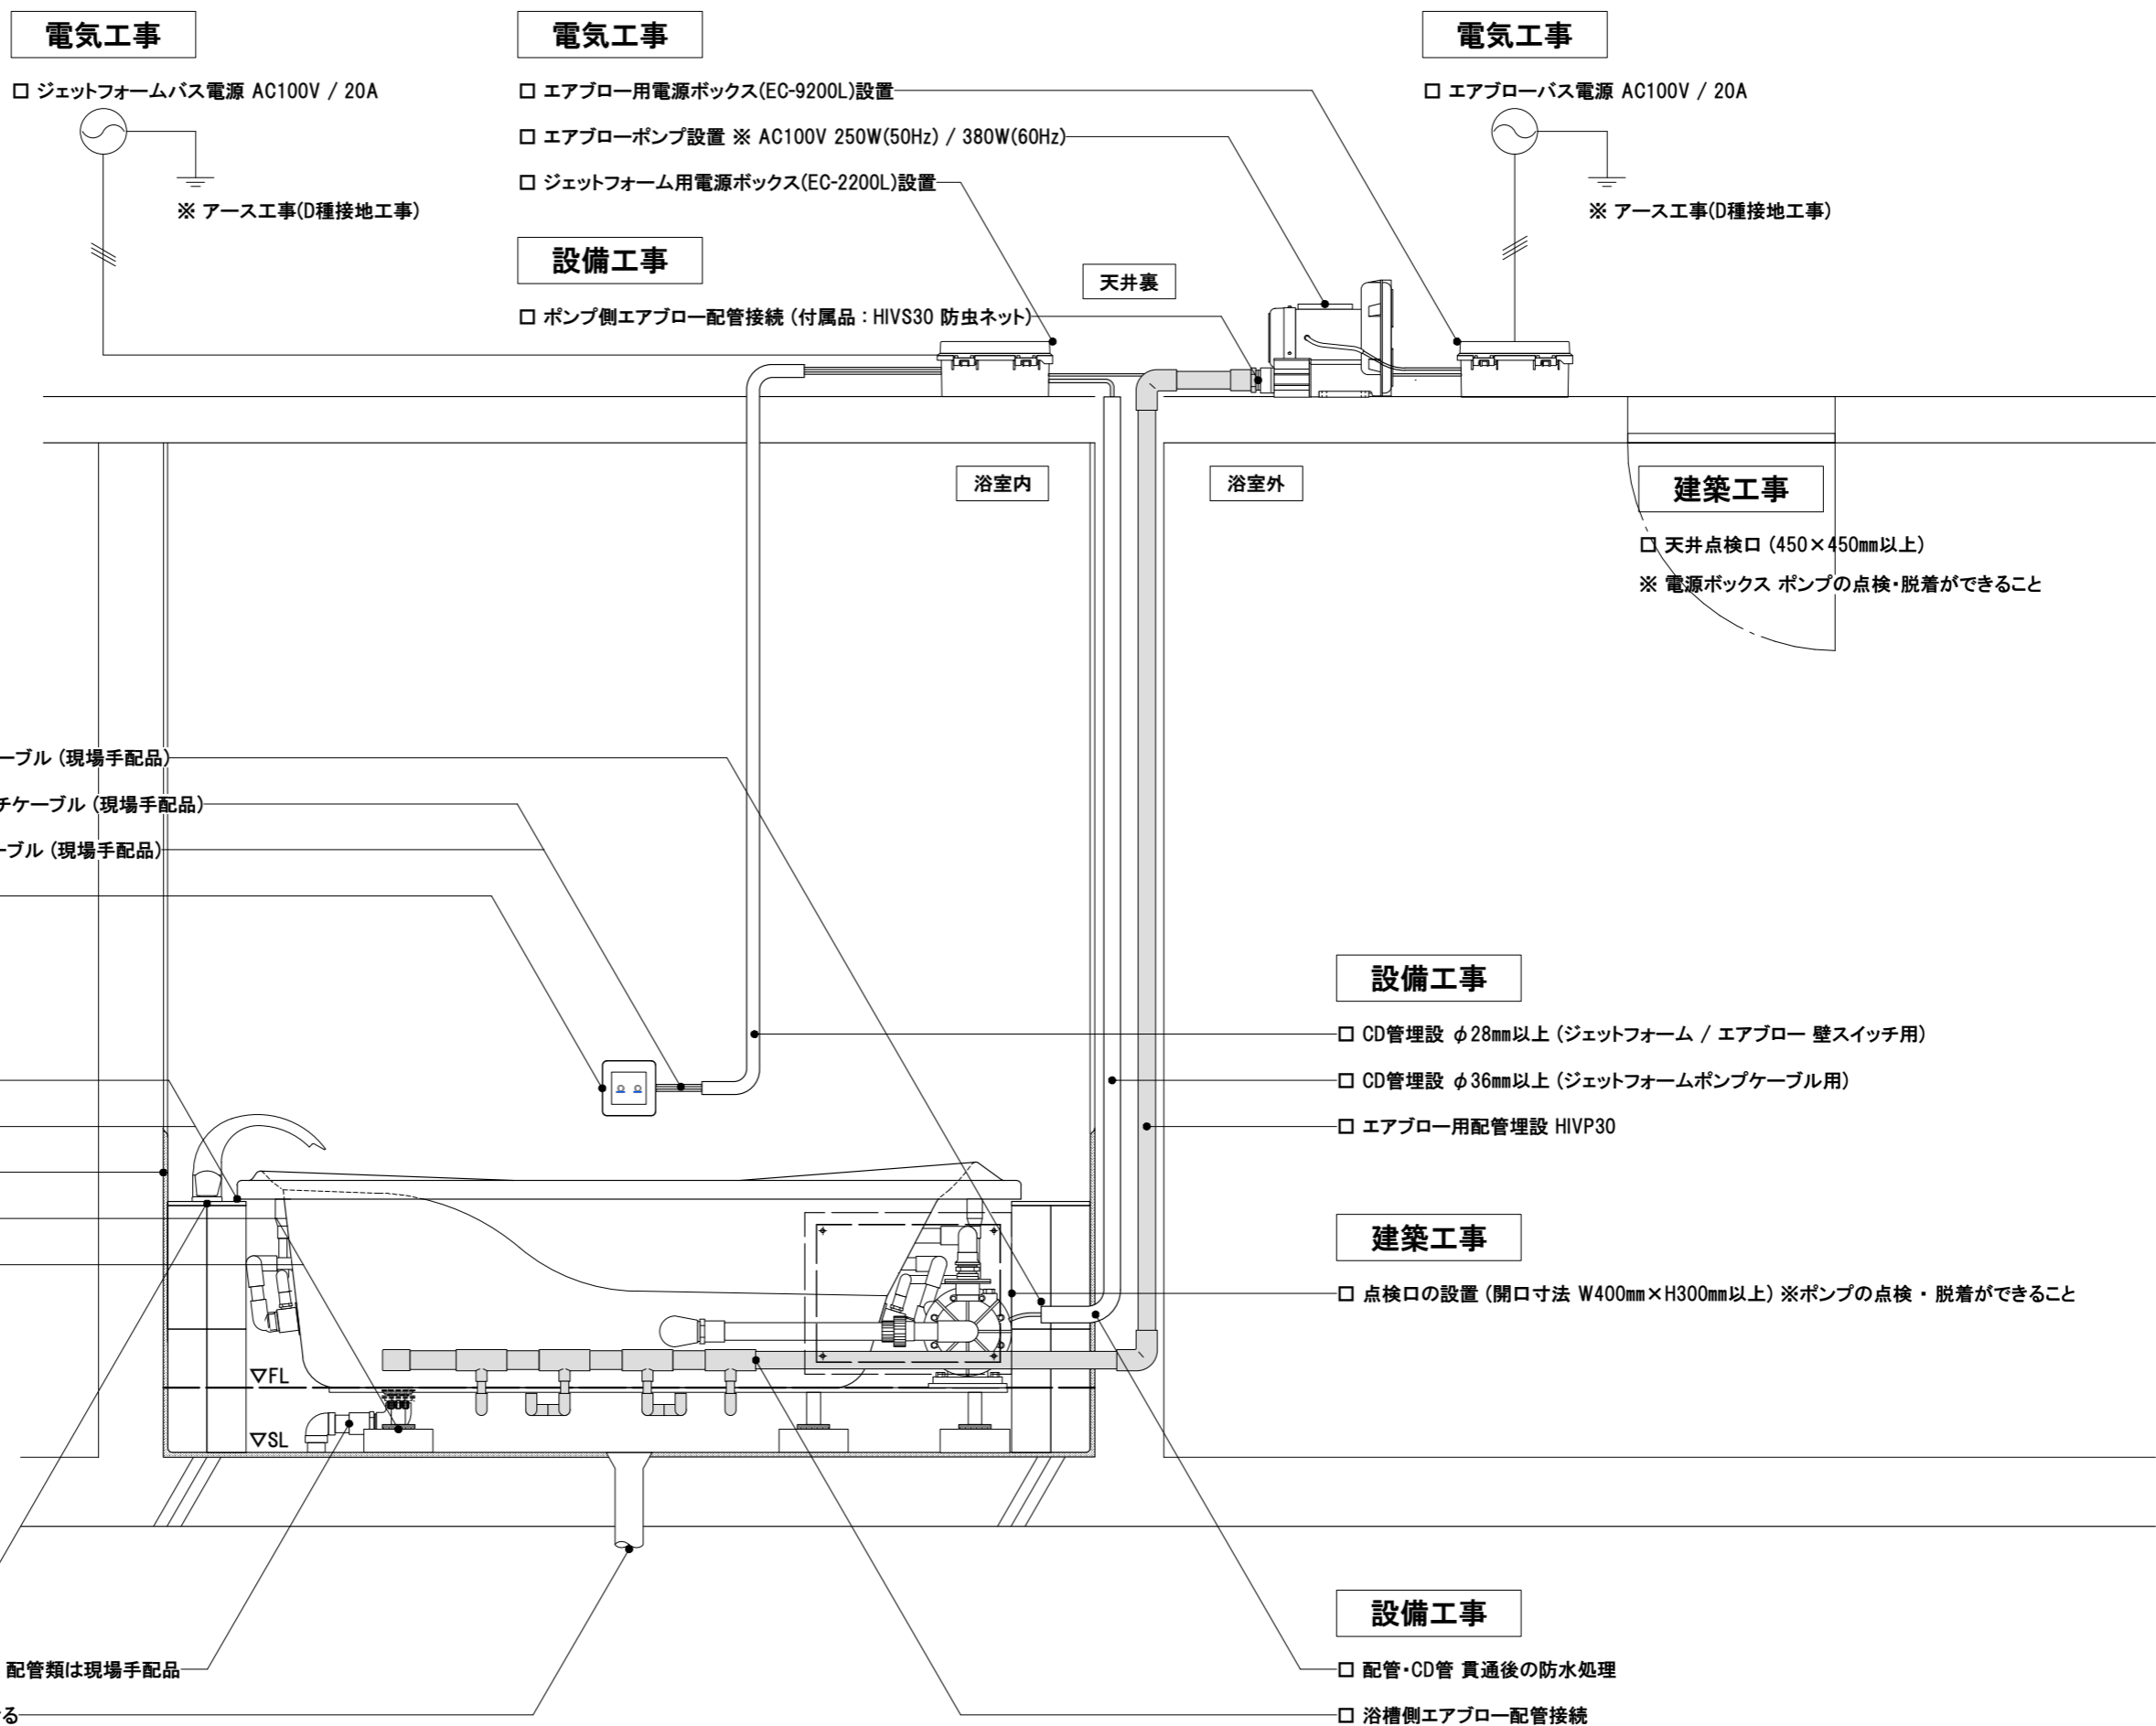 電気工事
□ ジェットフォームバス電源 AC100V / 20A
※ アース工事(D種接地工事)
電気工事
□ エアブロー用電源ボックス(EC-9200L)設置
□ エアブローポンプ設置 ※ AC100V 250W(50Hz) / 380W(60Hz)
□ ジェットフォーム用電源ボックス(EC-2200L)設置
設備工事
□ ポンプ側エアブロー配管接続 (付属品：HIVS30 防虫ネット)
天井裏
電気工事
□ エアブローバス電源 AC100V / 20A
※ アース工事(D種接地工事)
浴室内
浴室外
建築工事
□ 天井点検口 (450×450mm以上)
※ 電源ボックス ポンプの点検・脱着ができること
ーブル (現場手配品)
チケーブル (現場手配品)
ーブル (現場手配品)
設備工事
□ CD管埋設 φ28mm以上 (ジェットフォーム / エアブロー 壁スイッチ用)
□ CD管埋設 φ36mm以上 (ジェットフォームポンプケーブル用)
□ エアブロー用配管埋設 HIVP30
建築工事
□ 点検口の設置 (開口寸法 W400mm×H300mm以上) ※ポンプの点検・脱着ができること
▽FL
▽SL
設備工事
□ 配管・CD管 貫通後の防水処理
□ 浴槽側エアブロー配管接続
配管類は現場手配品
る